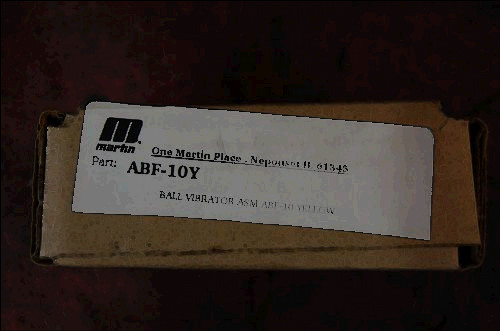 martin
One Martin Place - Neponset IL 61345
Part: ABF-10Y
BALL VIBRATOR ASM ABF-10 YELLOW